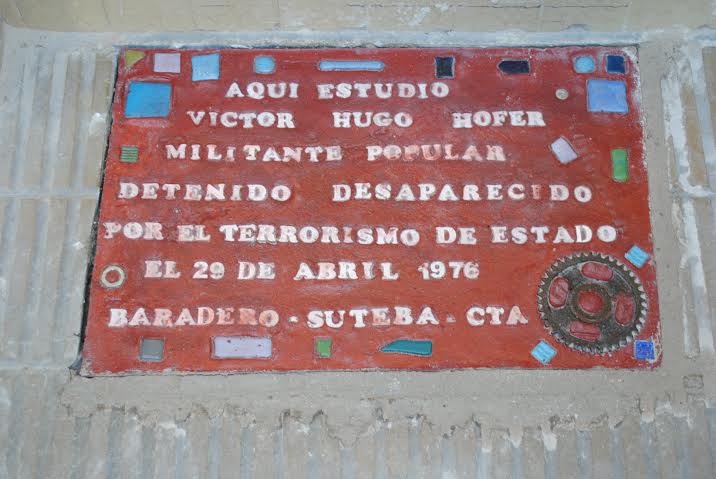 AQUI ESTUDIO
VICTOR HUGO HOFER
MILITANTE POPULAR
DETENIDO DESAPARECIDO
POR EL TERRORISMO DE ESTADO
EL 29 DE ABRIL 1976
BARADERO - SUTEBA - CTA